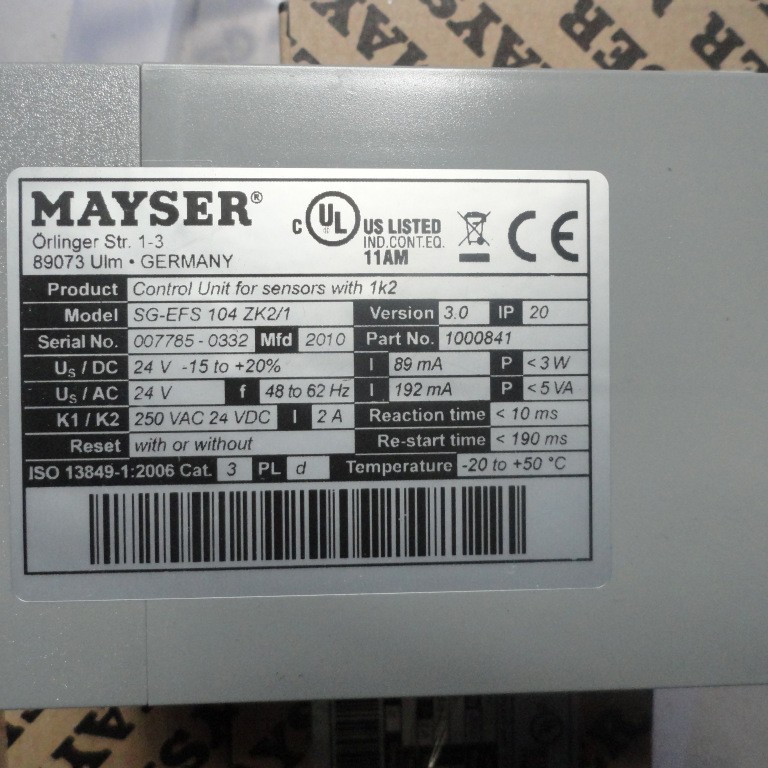 MAYSER
MAYSER
MAYSER®
Örlinger Str. 1-3
89073 Ulm • GERMANY
C UL US LISTED
IND.CONT.EQ.
11AM
CE
Product Control Unit for sensors with 1k2
Model SG-EFS 104 ZK2/1 Version 3.0 IP 20
Serial No. 007785 - 0332 Mfd 2010 Part No. 1000841
US / DC 24 V -15 to +20% I 89 mA P < 3 W
US / AC 24 V f 48 to 62 Hz I 192 mA P < 5 VA
K1 / K2 250 VAC 24 VDC I 2 A Reaction time < 10 ms
Reset with or without Re-start time < 190 ms
ISO 13849-1:2006 Cat. 3 PL d Temperature -20 to +50 °C